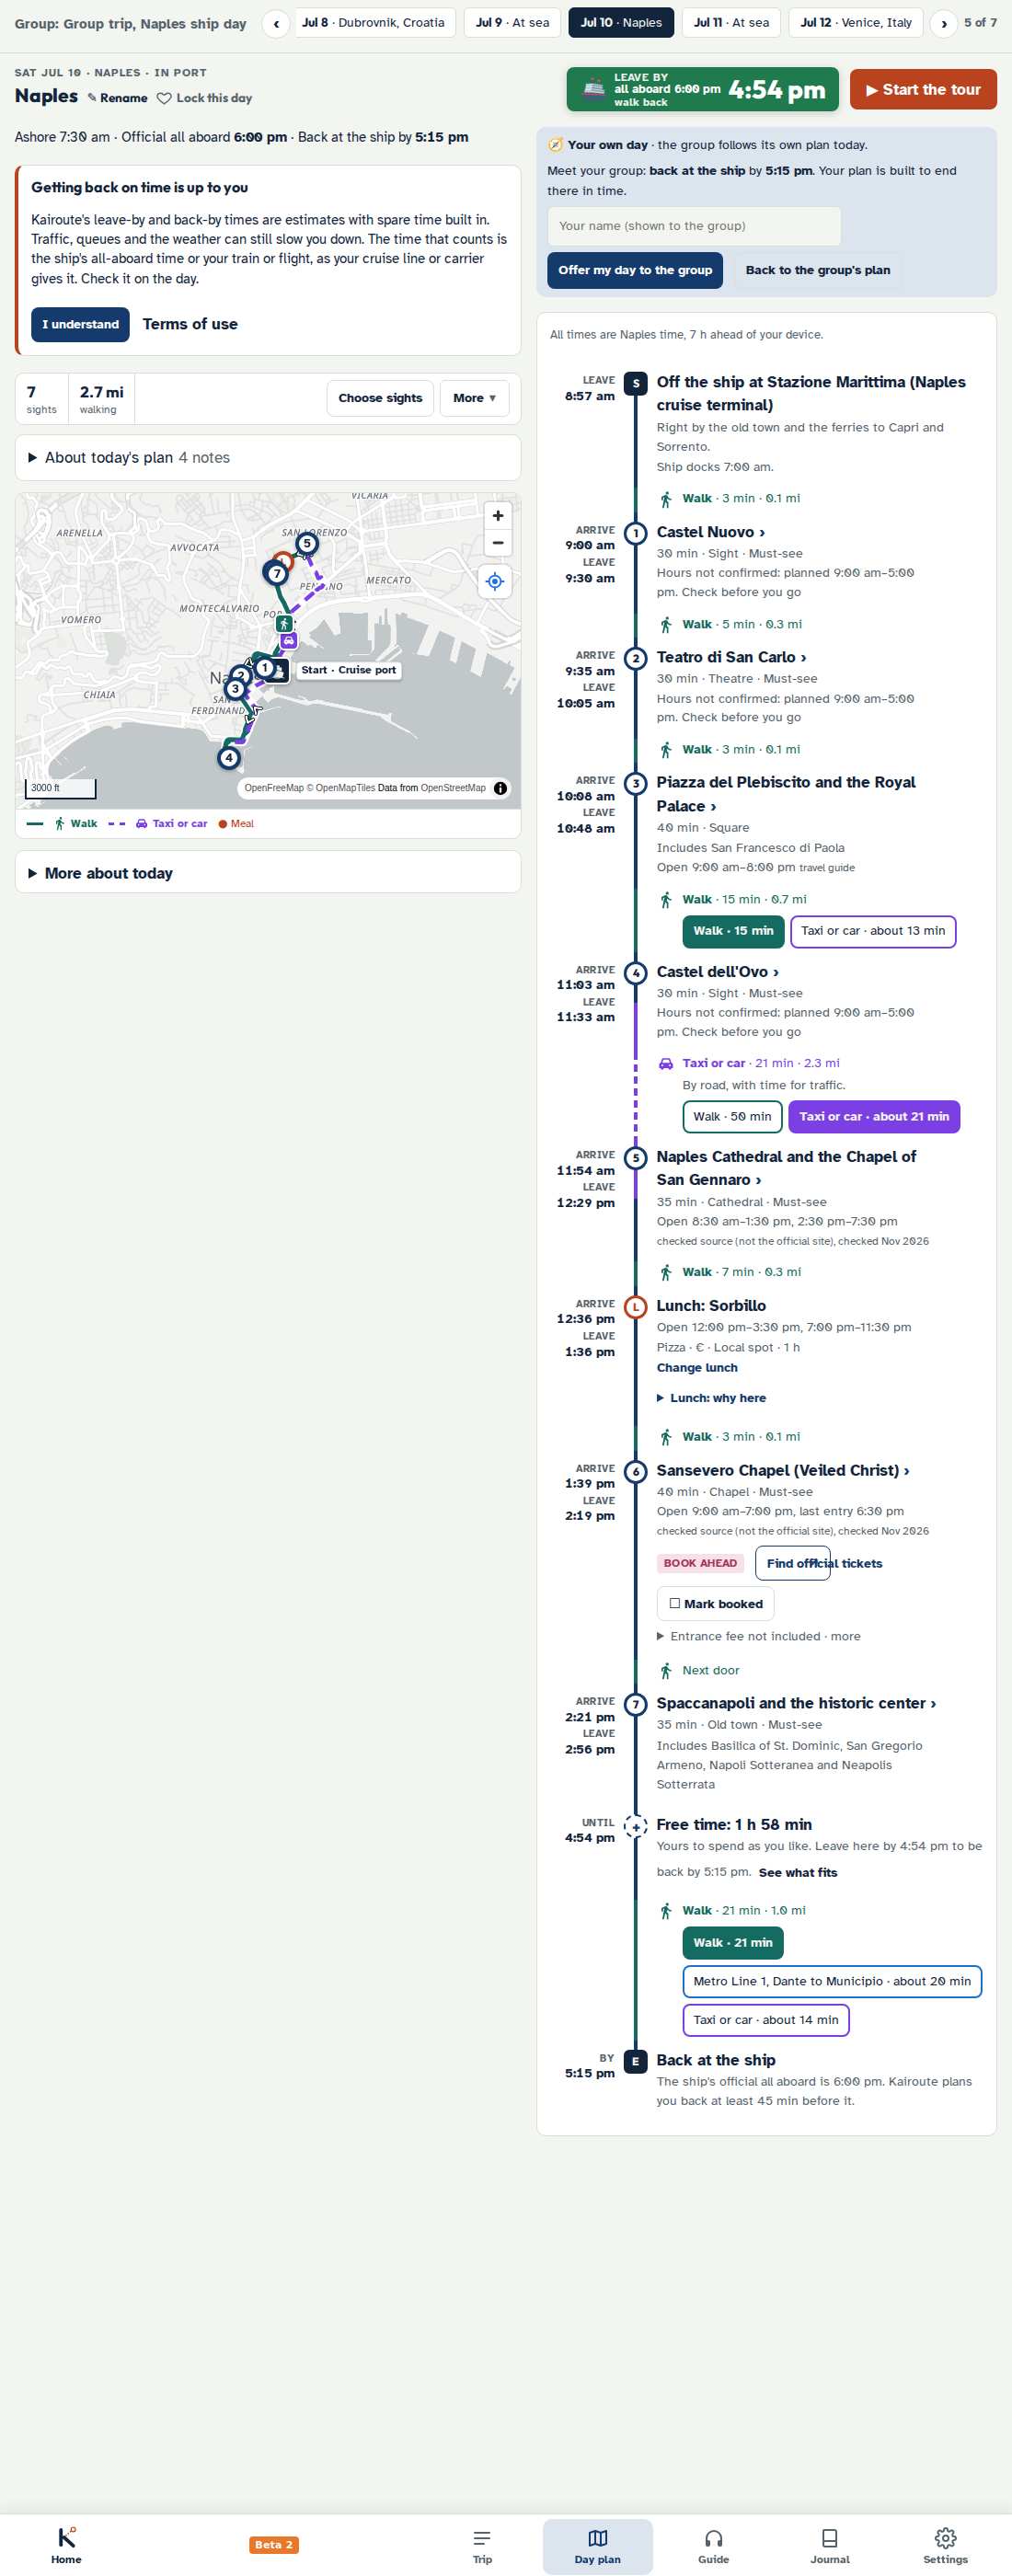 Group: Group trip, Naples ship day
‹
Jul 8 · Dubrovnik, Croatia
Jul 9 · At sea
Jul 10 · Naples
Jul 11 · At sea
Jul 12 · Venice, Italy
›
5 of 7
SAT JUL 10 · NAPLES · IN PORT
Naples
✎ Rename
Lock this day
LEAVE BY
all aboard 6:00 pm
walk back
4:54 pm
▶ Start the tour
Ashore 7:30 am · Official all aboard 6:00 pm · Back at the ship by 5:15 pm
Getting back on time is up to you
Kairoute's leave-by and back-by times are estimates with spare time built in.
Traffic, queues and the weather can still slow you down. The time that counts is
the ship's all-aboard time or your train or flight, as your cruise line or carrier
gives it. Check it on the day.
I understand
Terms of use
7
sights
2.7 mi
walking
Choose sights
More ▼
▶ About today's plan 4 notes
VICARIA
ARENELLA
AVVOCATA
SAN LORENZO
5
7
MERCATO
MONTECALVARIO
VOMERO
1
Start · Cruise port
2
3
CHIAIA
SAN
FERDINAND
4
+
−
3000 ft
OpenFreeMap © OpenMapTiles Data from OpenStreetMap
Walk
Taxi or car
Meal
▶ More about today
🧭 Your own day · the group follows its own plan today.
Meet your group: back at the ship by 5:15 pm. Your plan is built to end
there in time.
Your name (shown to the group)
Offer my day to the group
Back to the group's plan
All times are Naples time, 7 h ahead of your device.
LEAVE
8:57 am
S
Off the ship at Stazione Marittima (Naples
cruise terminal)
Right by the old town and the ferries to Capri and
Sorrento.
Ship docks 7:00 am.
Walk · 3 min · 0.1 mi
ARRIVE
9:00 am
LEAVE
9:30 am
1
Castel Nuovo ›
30 min · Sight · Must-see
Hours not confirmed: planned 9:00 am–5:00
pm. Check before you go
Walk · 5 min · 0.3 mi
ARRIVE
9:35 am
LEAVE
10:05 am
2
Teatro di San Carlo ›
30 min · Theatre · Must-see
Hours not confirmed: planned 9:00 am–5:00
pm. Check before you go
Walk · 3 min · 0.1 mi
ARRIVE
10:08 am
LEAVE
10:48 am
3
Piazza del Plebiscito and the Royal
Palace ›
40 min · Square
Includes San Francesco di Paola
Open 9:00 am–8:00 pm travel guide
Walk · 15 min · 0.7 mi
Walk · 15 min
Taxi or car · about 13 min
ARRIVE
11:03 am
LEAVE
11:33 am
4
Castel dell'Ovo ›
30 min · Sight · Must-see
Hours not confirmed: planned 9:00 am–5:00
pm. Check before you go
Taxi or car · 21 min · 2.3 mi
By road, with time for traffic.
Walk · 50 min
Taxi or car · about 21 min
ARRIVE
11:54 am
LEAVE
12:29 pm
5
Naples Cathedral and the Chapel of
San Gennaro ›
35 min · Cathedral · Must-see
Open 8:30 am–1:30 pm, 2:30 pm–7:30 pm
checked source (not the official site), checked Nov 2026
Walk · 7 min · 0.3 mi
ARRIVE
12:36 pm
LEAVE
1:36 pm
L
Lunch: Sorbillo
Open 12:00 pm–3:30 pm, 7:00 pm–11:30 pm
Pizza · € · Local spot · 1 h
Change lunch
▶ Lunch: why here
Walk · 3 min · 0.1 mi
ARRIVE
1:39 pm
LEAVE
2:19 pm
6
Sansevero Chapel (Veiled Christ) ›
40 min · Chapel · Must-see
Open 9:00 am–7:00 pm, last entry 6:30 pm
checked source (not the official site), checked Nov 2026
BOOK AHEAD
Find official tickets
☐ Mark booked
▶ Entrance fee not included · more
Next door
ARRIVE
2:21 pm
LEAVE
2:56 pm
7
Spaccanapoli and the historic center ›
35 min · Old town · Must-see
Includes Basilica of St. Dominic, San Gregorio
Armeno, Napoli Sotteranea and Neapolis
Sotterrata
UNTIL
4:54 pm
+
Free time: 1 h 58 min
Yours to spend as you like. Leave here by 4:54 pm to be
back by 5:15 pm. See what fits
Walk · 21 min · 1.0 mi
Walk · 21 min
Metro Line 1, Dante to Municipio · about 20 min
Taxi or car · about 14 min
BY
5:15 pm
E
Back at the ship
The ship's official all aboard is 6:00 pm. Kairoute plans
you back at least 45 min before it.
Home
Beta 2
Trip
Day plan
Guide
Journal
Settings